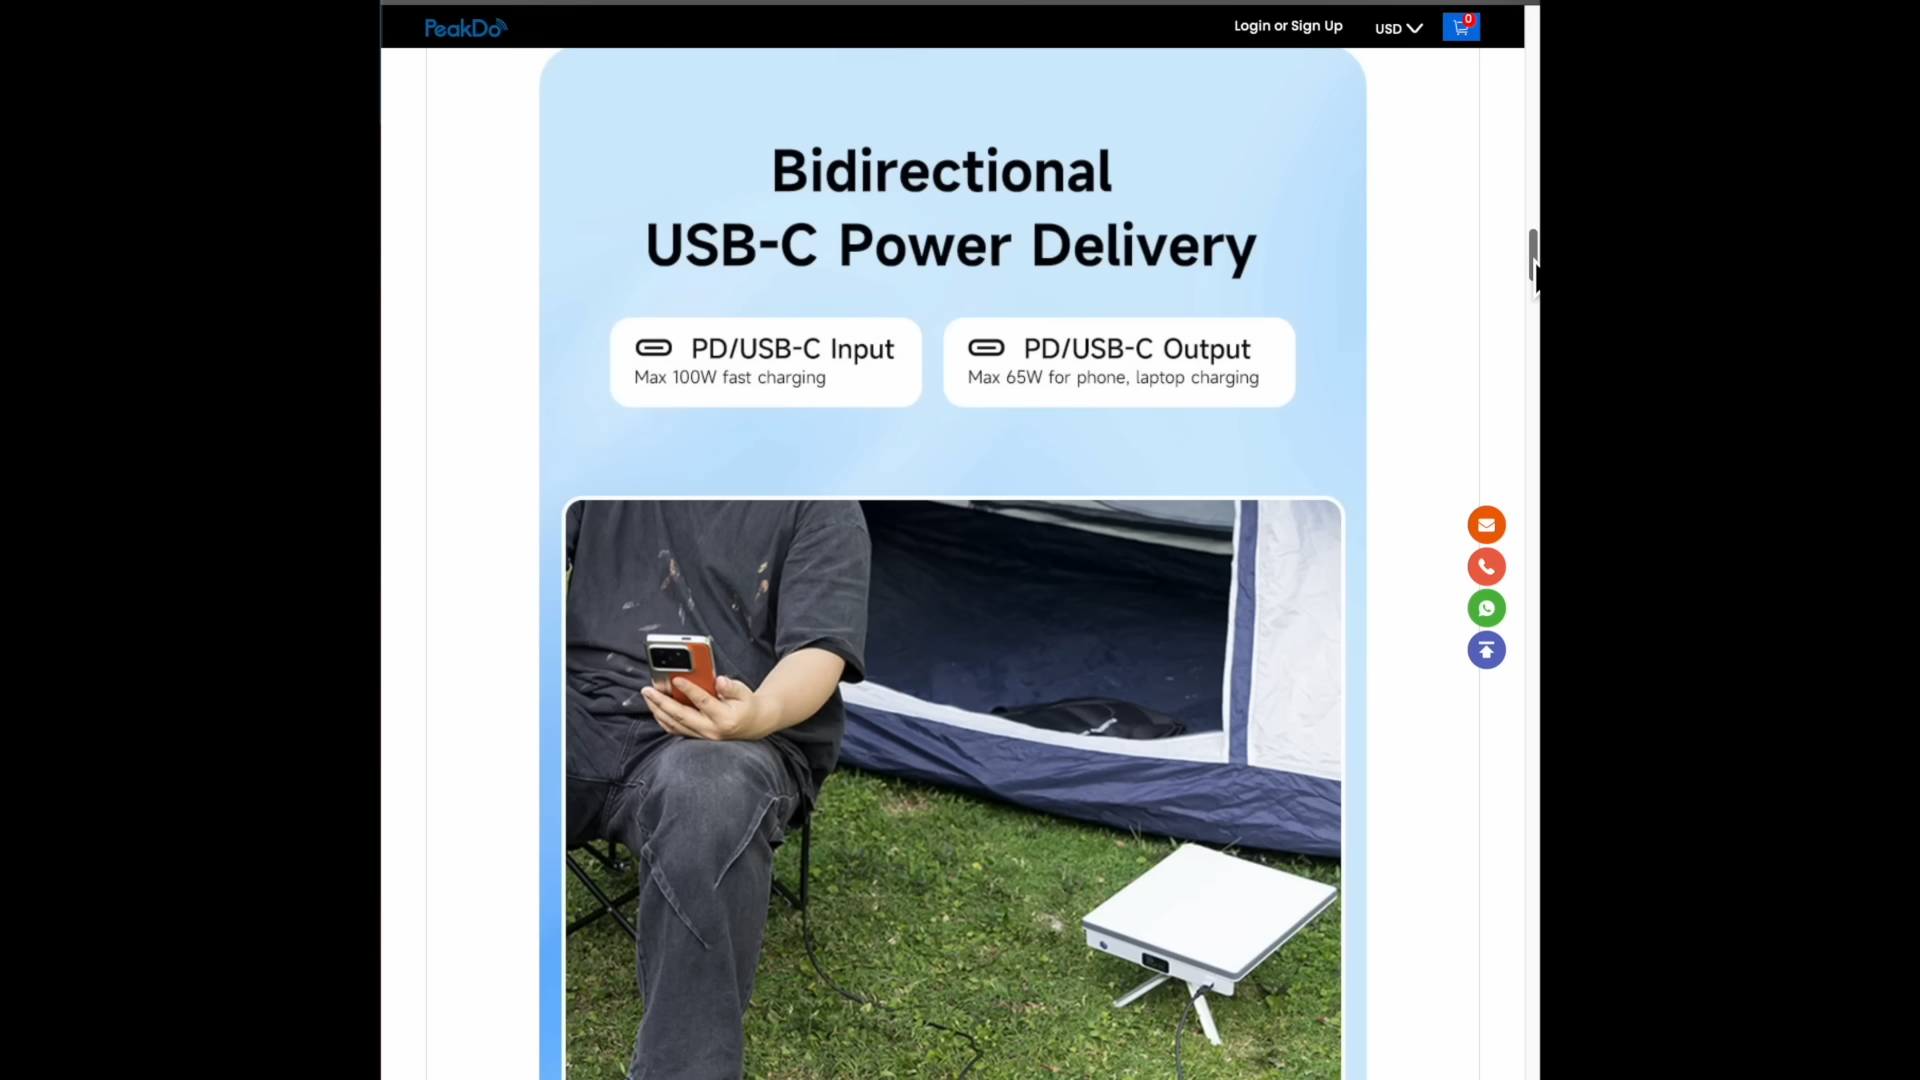 PeakDo
Login or Sign Up
USD
0
Bidirectional
USB-C Power Delivery
PD/USB-C Input
Max 100W fast charging
PD/USB-C Output
Max 65W for phone, laptop charging